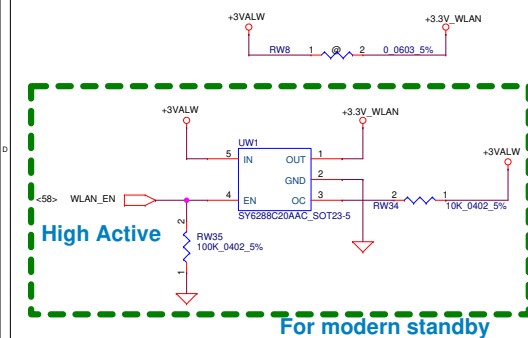 +3VALW +3.3V_WLAN
RW8 1 @ 2 0_0603_5%
+3VALW +3.3V_WLAN
UW1
+3VALW
5 IN OUT 1
GND 2
D
<58> WLAN_EN 4 EN OC 3 2 1
RW34 10K_0402_5%
SY6288C20AAC_SOT23-5
High Active
2
RW35
100K_0402_5%
1
For modern standby